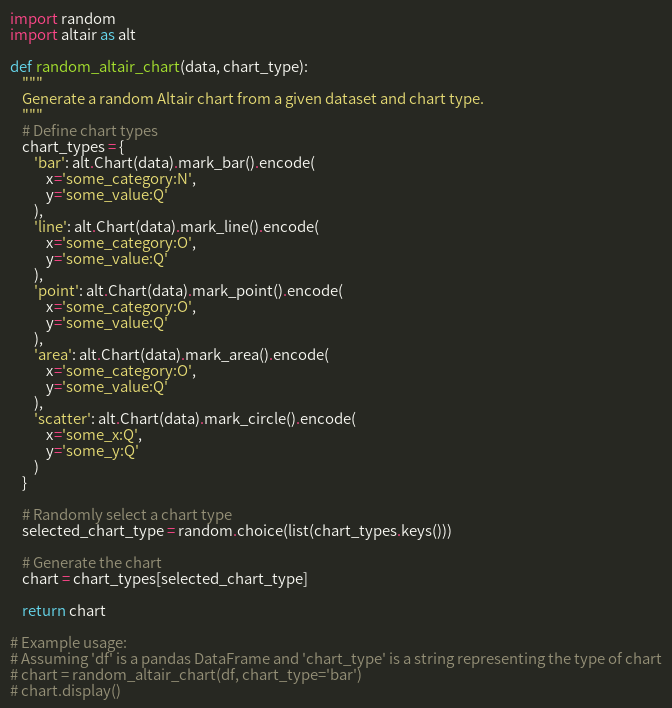 import random
import altair as alt

def random_altair_chart(data, chart_type):
    """
    Generate a random Altair chart from a given dataset and chart type.
    """
    # Define chart types
    chart_types = {
        'bar': alt.Chart(data).mark_bar().encode(
            x='some_category:N',
            y='some_value:Q'
        ),
        'line': alt.Chart(data).mark_line().encode(
            x='some_category:O',
            y='some_value:Q'
        ),
        'point': alt.Chart(data).mark_point().encode(
            x='some_category:O',
            y='some_value:Q'
        ),
        'area': alt.Chart(data).mark_area().encode(
            x='some_category:O',
            y='some_value:Q'
        ),
        'scatter': alt.Chart(data).mark_circle().encode(
            x='some_x:Q',
            y='some_y:Q'
        )
    }

    # Randomly select a chart type
    selected_chart_type = random.choice(list(chart_types.keys()))

    # Generate the chart
    chart = chart_types[selected_chart_type]

    return chart

# Example usage:
# Assuming 'df' is a pandas DataFrame and 'chart_type' is a string representing the type of chart
# chart = random_altair_chart(df, chart_type='bar')
# chart.display()